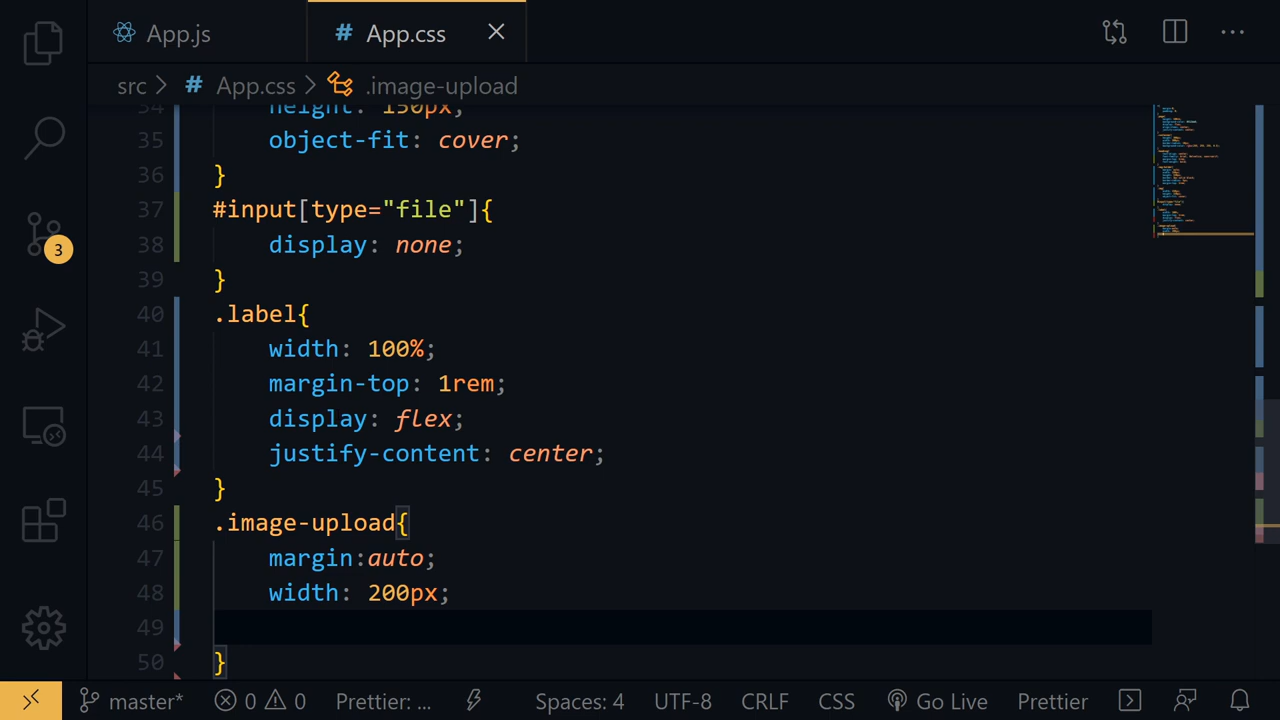 App.js
# App.css
src > # App.css > .image-upload
34 height: 150px;
35 object-fit: cover;
36 }
37 #input[type="file"]{
38 display: none;
39 }
40 .label{
41 width: 100%;
42 margin-top: 1rem;
43 display: flex;
44 justify-content: center;
45 }
46 .image-upload{
47 margin:auto;
48 width: 200px;
49
50 }
3
master* 0 0 Prettier: ... Spaces: 4 UTF-8 CRLF CSS Go Live Prettier